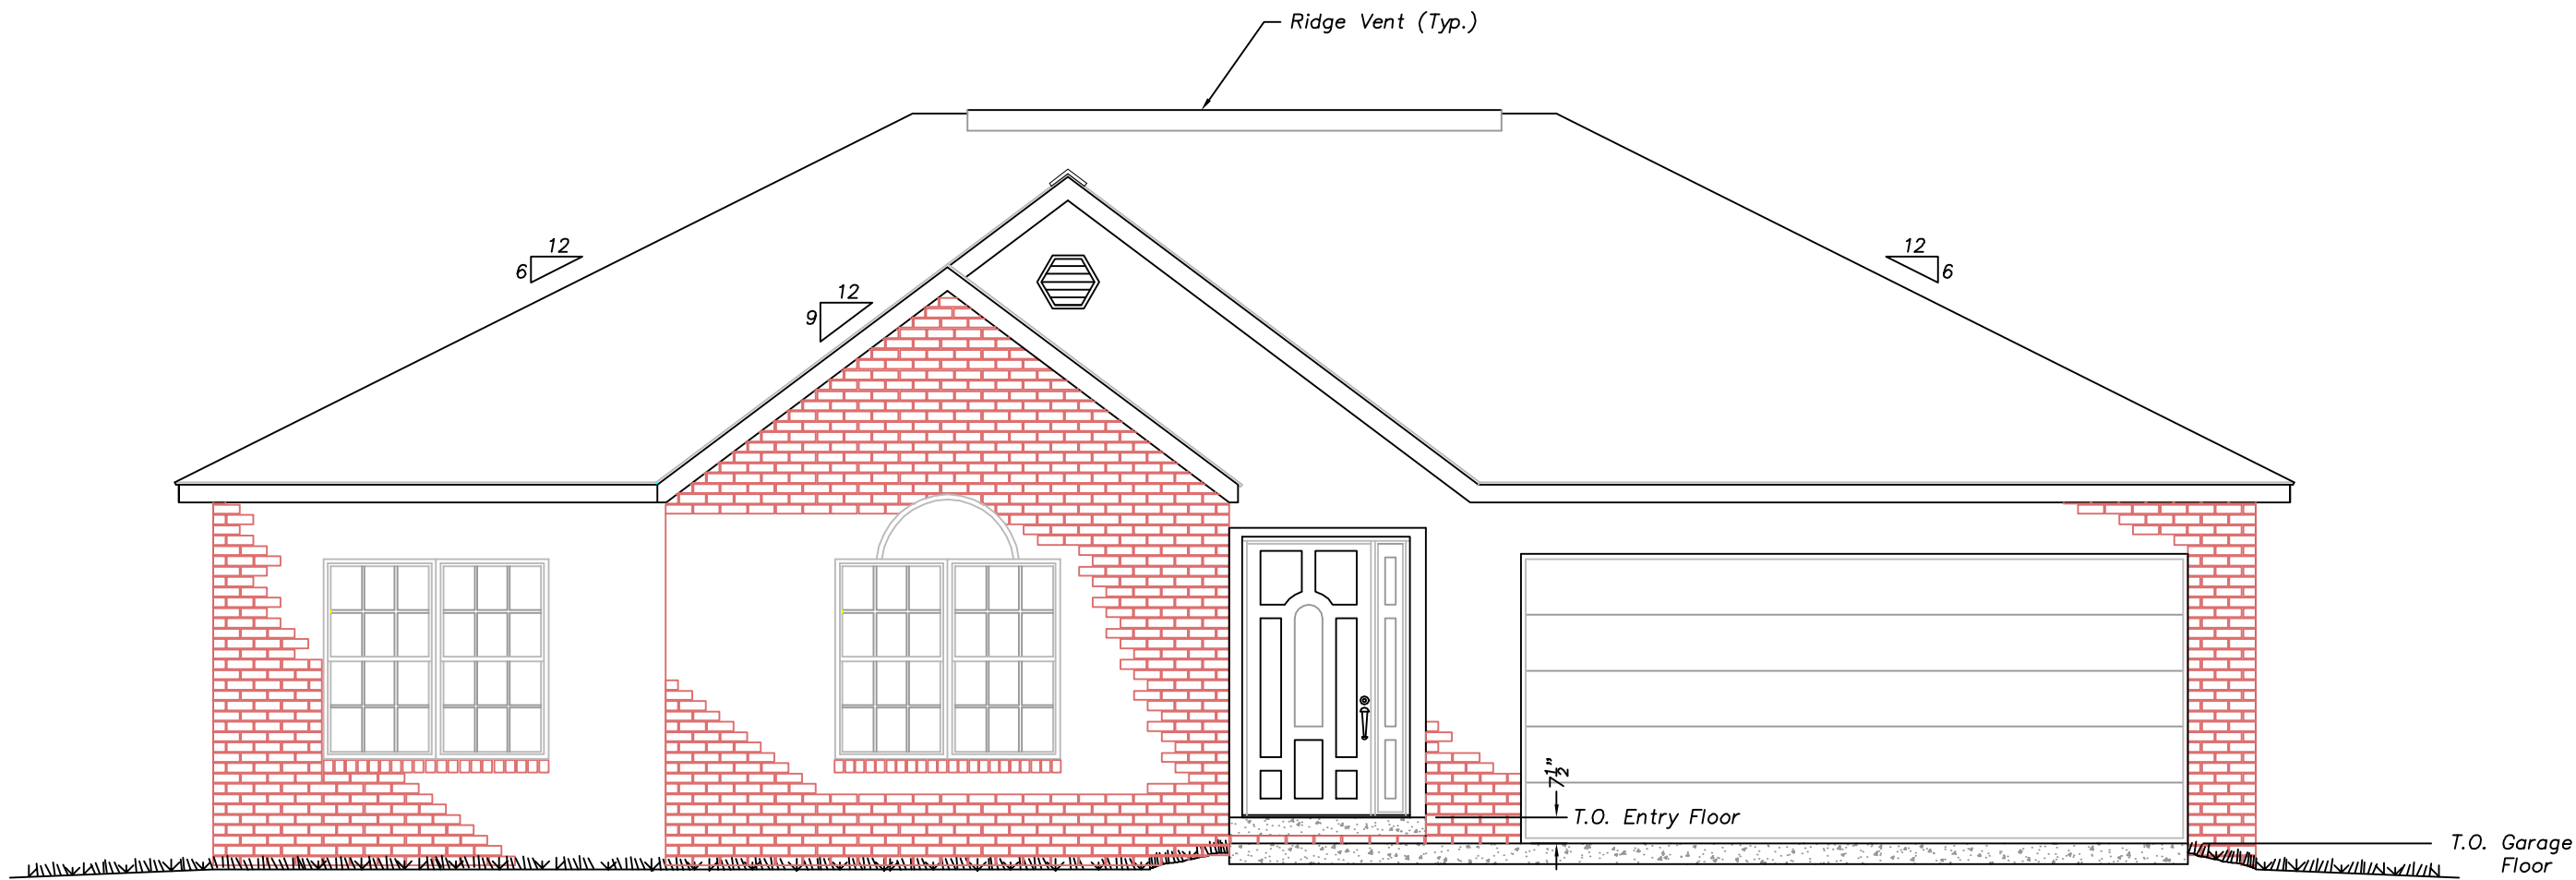 Ridge Vent (Typ.)
12
6
12
6
12
9
7½"
T.O. Entry Floor
T.O. Garage
Floor